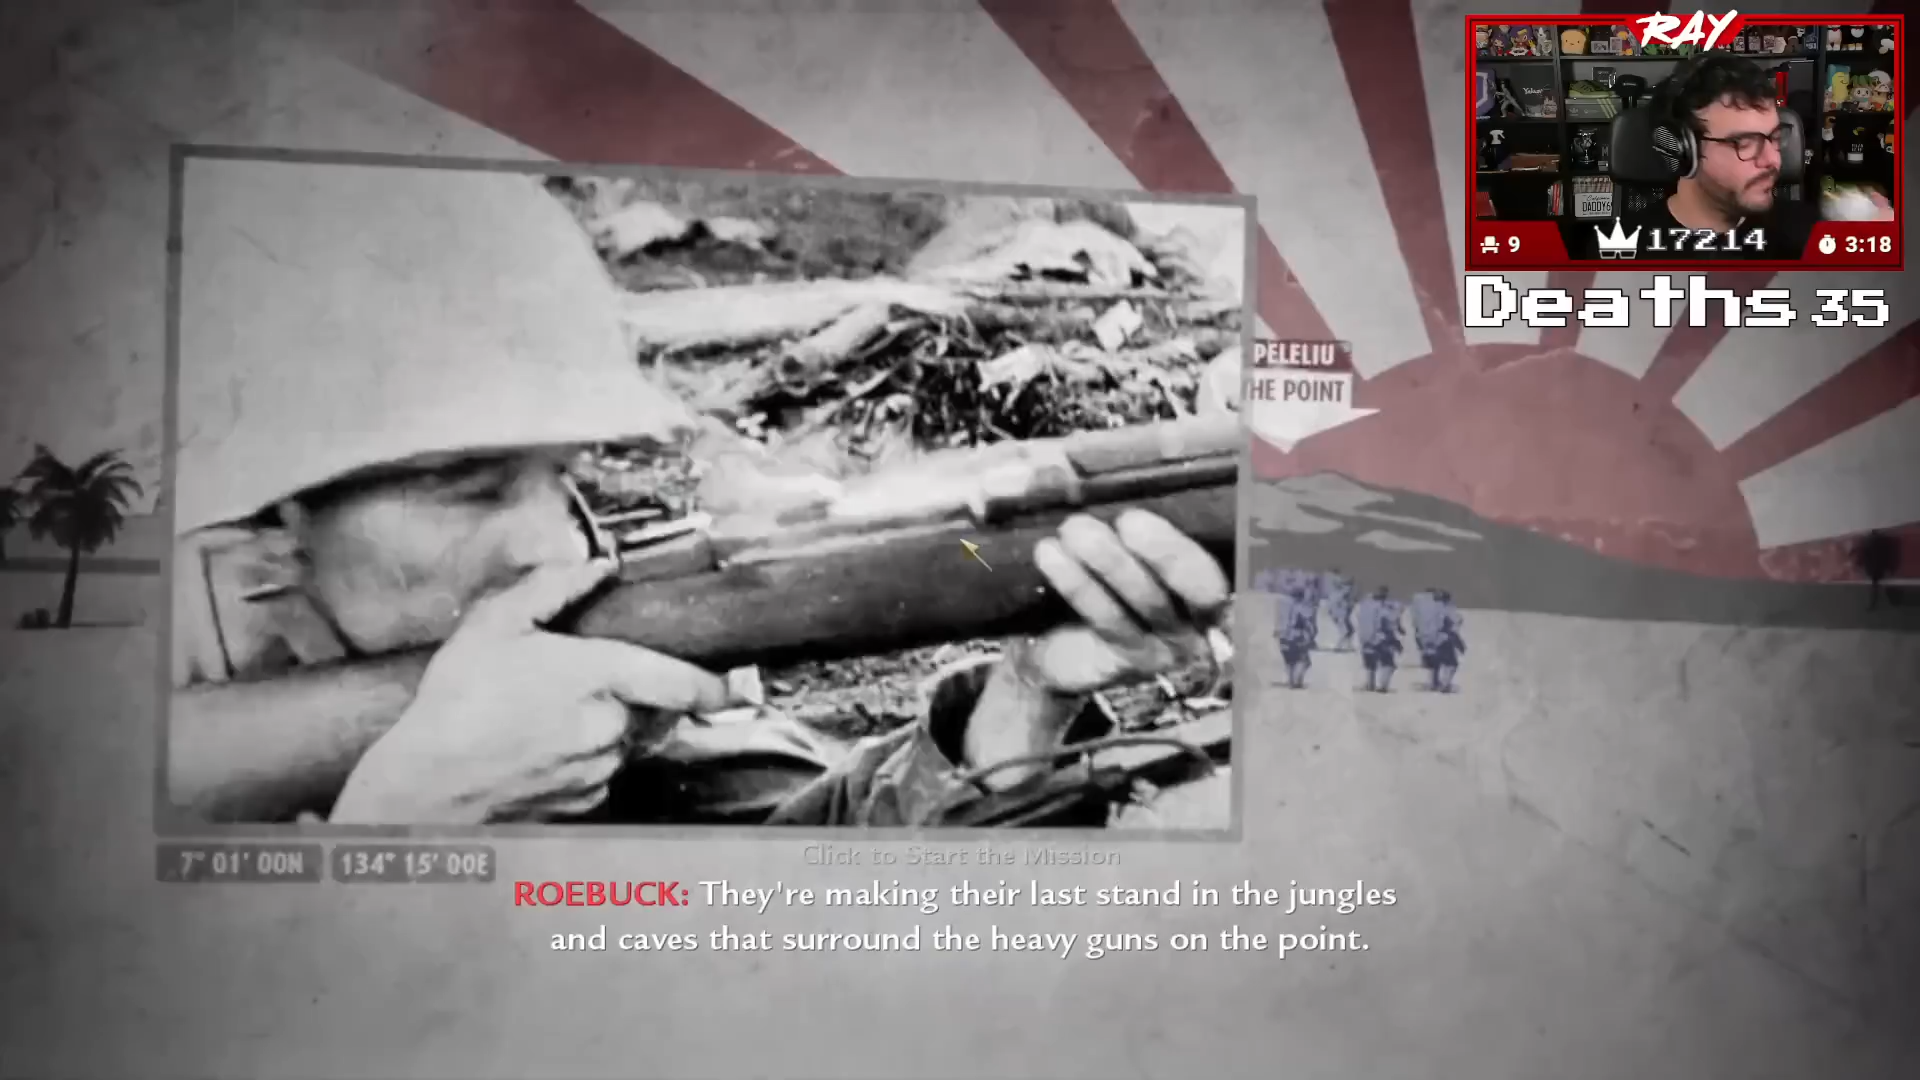 RAY
9
17214
3:18
Deaths 35
PELELIU
THE POINT
7° 01' 00N
134° 15' 00E
Click to Start the Mission
ROEBUCK: They're making their last stand in the jungles
and caves that surround the heavy guns on the point.